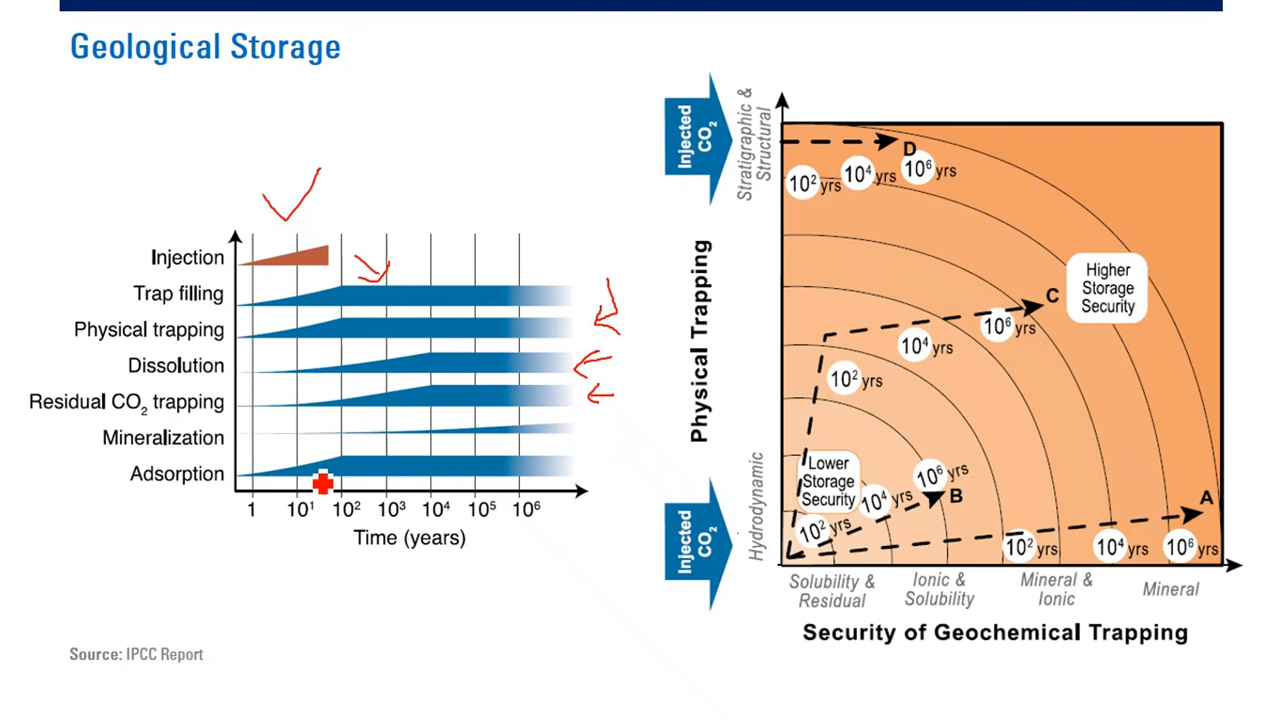 Geological Storage
Injection
Trap filling
Physical trapping
Dissolution
Residual CO₂ trapping
Mineralization
Adsorption
1 10¹ 10² 10³ 10⁴ 10⁵ 10⁶
Time (years)
Source: IPCC Report
Injected
CO₂
Stratigraphic &
Structural
Physical Trapping
Hydrodynamic
Injected
CO₂
D
10² yrs 10⁴ yrs 10⁶ yrs
Higher
Storage
Security
C
10² yrs 10⁴ yrs 10⁶ yrs
Lower
Storage
Security
10² yrs 10⁴ yrs 10⁶ yrs
B
A
10² yrs 10⁴ yrs 10⁶ yrs
Solubility &
Residual
Ionic &
Solubility
Mineral &
Ionic
Mineral
Security of Geochemical Trapping